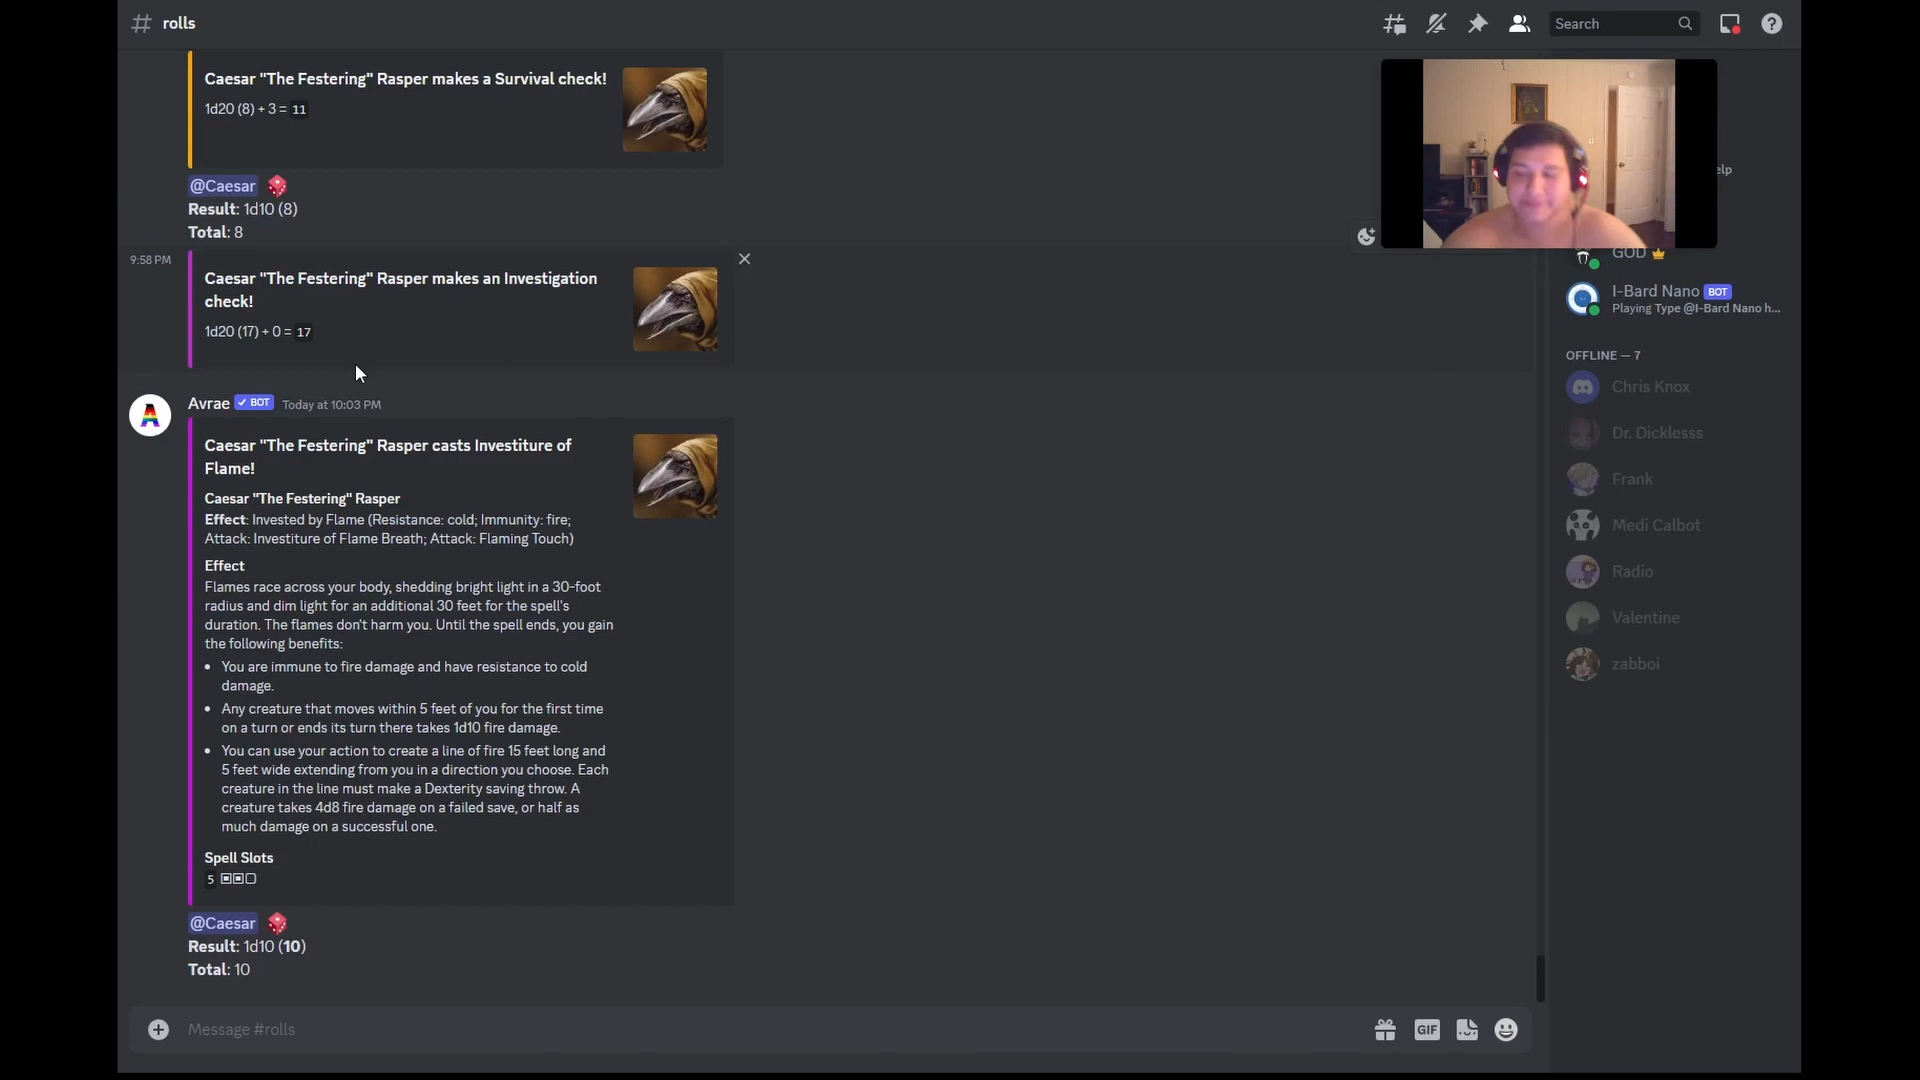 rolls
Search
Caesar "The Festering" Rasper makes a Survival check!
1d20 (8) + 3 = 11
@Caesar
Result: 1d10 (8)
Total: 8
9:58 PM
Caesar "The Festering" Rasper makes an Investigation
check!
1d20 (17) + 0 = 17
Avrae ✔ BOT Today at 10:03 PM
Caesar "The Festering" Rasper casts Investiture of
Flame!
Caesar "The Festering" Rasper
Effect: Invested by Flame (Resistance: cold; Immunity: fire;
Attack: Investiture of Flame Breath; Attack: Flaming Touch)
Effect
Flames race across your body, shedding bright light in a 30-foot
radius and dim light for an additional 30 feet for the spell's
duration. The flames don't harm you. Until the spell ends, you gain
the following benefits:
• You are immune to fire damage and have resistance to cold
damage.
• Any creature that moves within 5 feet of you for the first time
on a turn or ends its turn there takes 1d10 fire damage.
• You can use your action to create a line of fire 15 feet long and
5 feet wide extending from you in a direction you choose. Each
creature in the line must make a Dexterity saving throw. A
creature takes 4d8 fire damage on a failed save, or half as
much damage on a successful one.
Spell Slots
5
@Caesar
Result: 1d10 (10)
Total: 10
Message #rolls
GIF
elp
GOD
I-Bard Nano BOT
Playing Type @I-Bard Nano h...
OFFLINE — 7
Chris Knox
Dr. Dicklesss
Frank
Medi Calbot
Radio
Valentine
zabboi